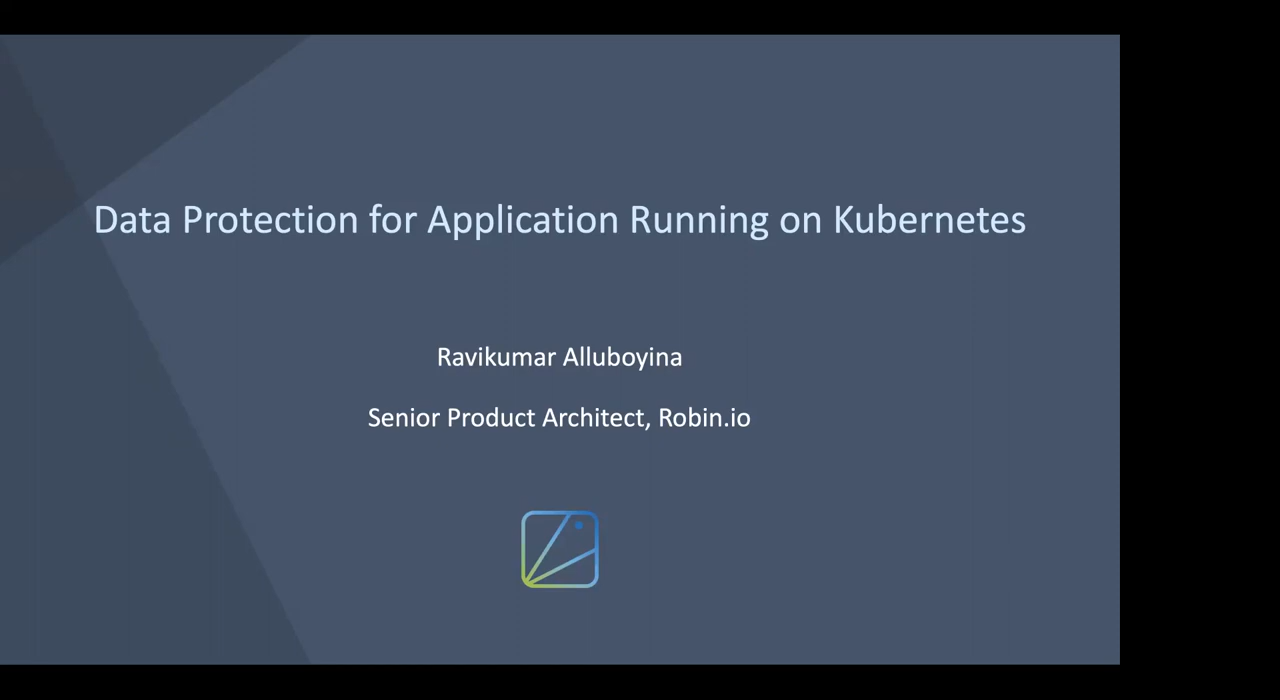 Data Protection for Application Running on Kubernetes
Ravikumar Alluboyina
Senior Product Architect, Robin.io